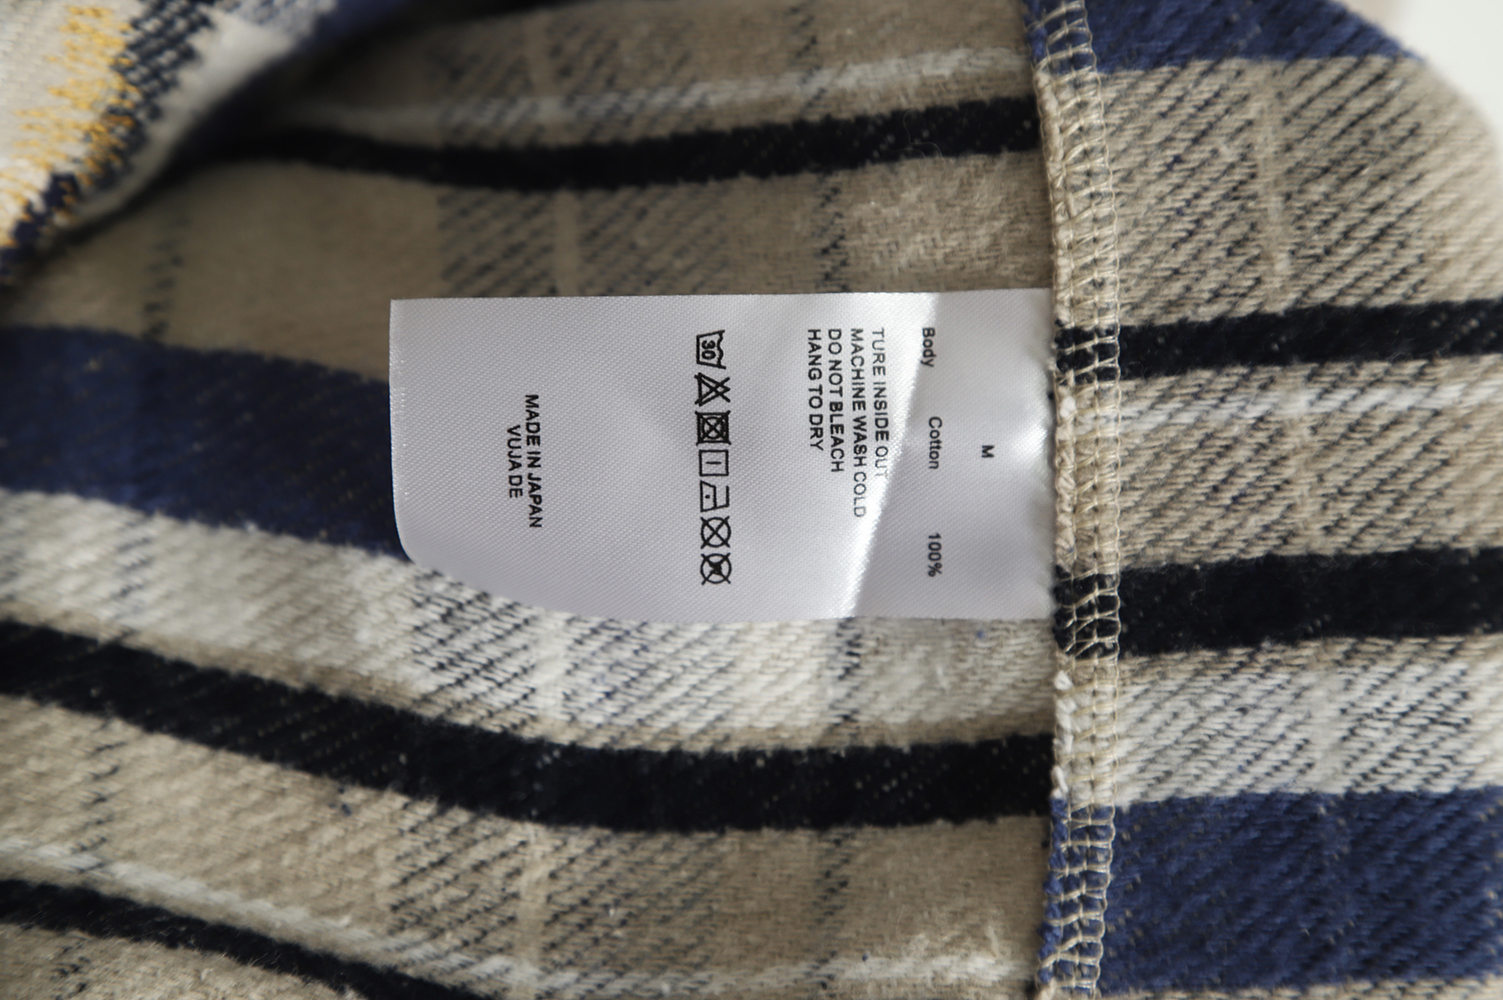 M
Body Cotton 100%
TURE INSIDE OUT
MACHINE WASH COLD
DO NOT BLEACH
HANG TO DRY
30
MADE IN JAPAN
VUJA DE